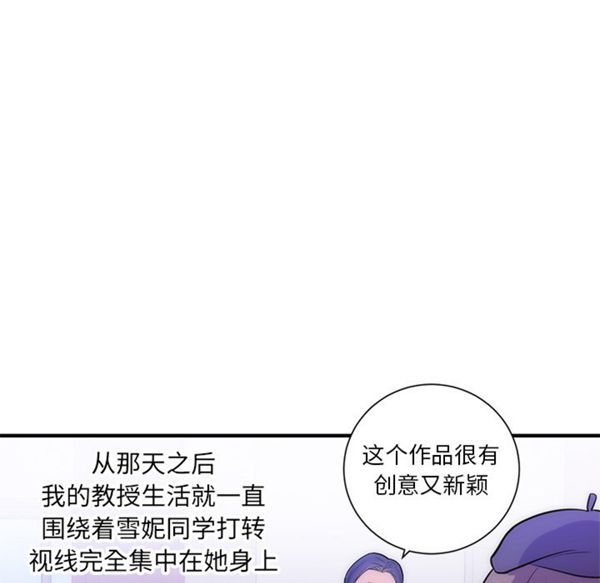 从那天之后
我的教授生活就一直
围绕着雪妮同学打转
视线完全集中在她身上
这个作品很有
创意又新颖